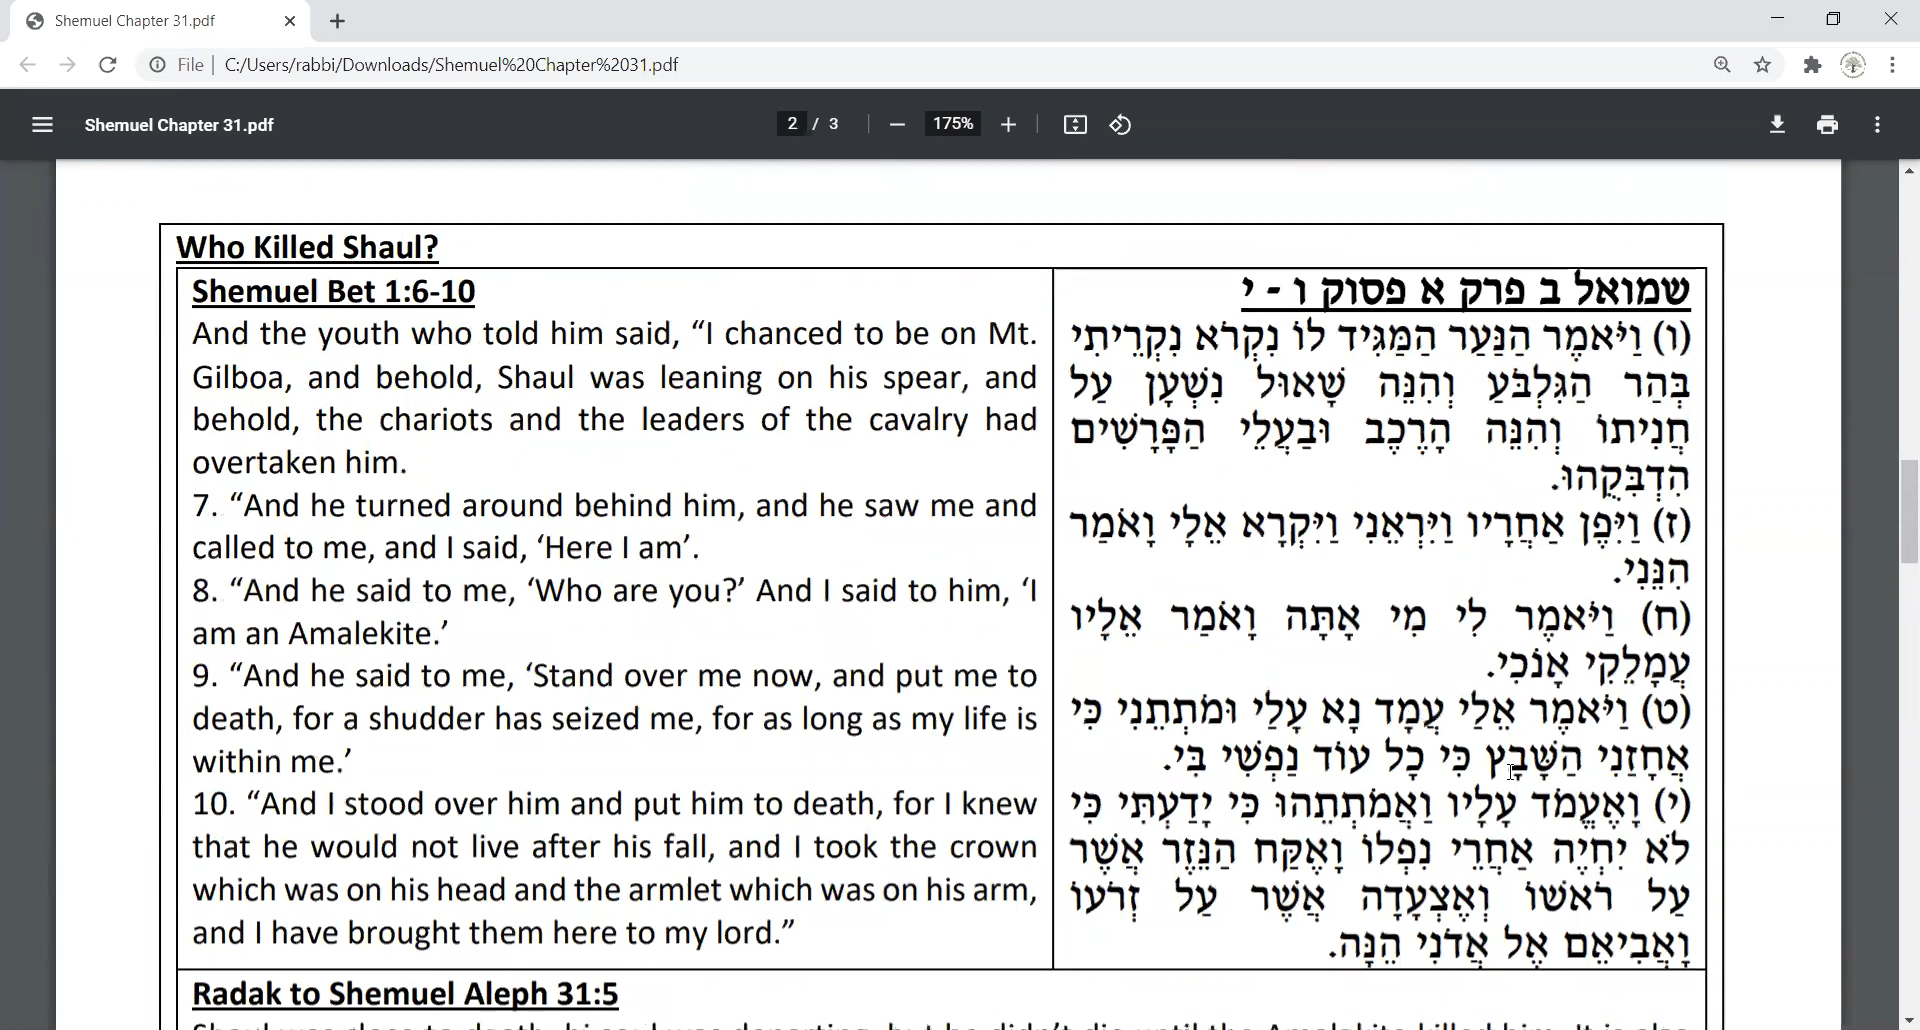 Shemuel Chapter 31.pdf
File | C:/Users/rabbi/Downloads/Shemuel%20Chapter%2031.pdf
Shemuel Chapter 31.pdf
2 / 3
175%
Who Killed Shaul?
Shemuel Bet 1:6-10
And the youth who told him said, “I chanced to be on Mt.
Gilboa, and behold, Shaul was leaning on his spear, and
behold, the chariots and the leaders of the cavalry had
overtaken him.
7. “And he turned around behind him, and he saw me and
called to me, and I said, ‘Here I am’.
8. “And he said to me, ‘Who are you?’ And I said to him, ‘I
am an Amalekite.’
9. “And he said to me, ‘Stand over me now, and put me to
death, for a shudder has seized me, for as long as my life is
within me.’
10. “And I stood over him and put him to death, for I knew
that he would not live after his fall, and I took the crown
which was on his head and the armlet which was on his arm,
and I have brought them here to my lord.”
שמואל ב פרק א פסוק ו - י
(ו) וַיֹּאמֶר הַנַּעַר הַמַּגִּיד לוֹ נִקְרֹא נִקְרֵיתִי
בְּהַר הַגִּלְבֹּעַ וְהִנֵּה שָׁאוּל נִשְׁעָן עַל
חֲנִיתוֹ וְהִנֵּה הָרֶכֶב וּבַעֲלֵי הַפָּרָשִׁים
הִדְבִּקֻהוּ.
(ז) וַיִּפֶן אַחֲרָיו וַיִּרְאֵנִי וַיִּקְרָא אֵלָי וָאֹמַר
הִנֵּנִי.
(ח) וַיֹּאמֶר לִי מִי אָתָּה וָאֹמַר אֵלָיו
עֲמָלֵקִי אָנֹכִי.
(ט) וַיֹּאמֶר אֵלַי עֲמָד נָא עָלַי וּמֹתְתֵנִי כִּי
אֲחָזַנִי הַשָּׁבָץ כִּי כָל עוֹד נַפְשִׁי בִּי.
(י) וָאֶעֱמֹד עָלָיו וַאֲמֹתְתֵהוּ כִּי יָדַעְתִּי כִּי
לֹא יִחְיֶה אַחֲרֵי נִפְלוֹ וָאֶקַּח הַנֵּזֶר אֲשֶׁר
עַל רֹאשׁוֹ וְאֶצְעָדָה אֲשֶׁר עַל זְרֹעוֹ
וָאֲבִיאֵם אֶל אֲדֹנִי הֵנָּה.
Radak to Shemuel Aleph 31:5